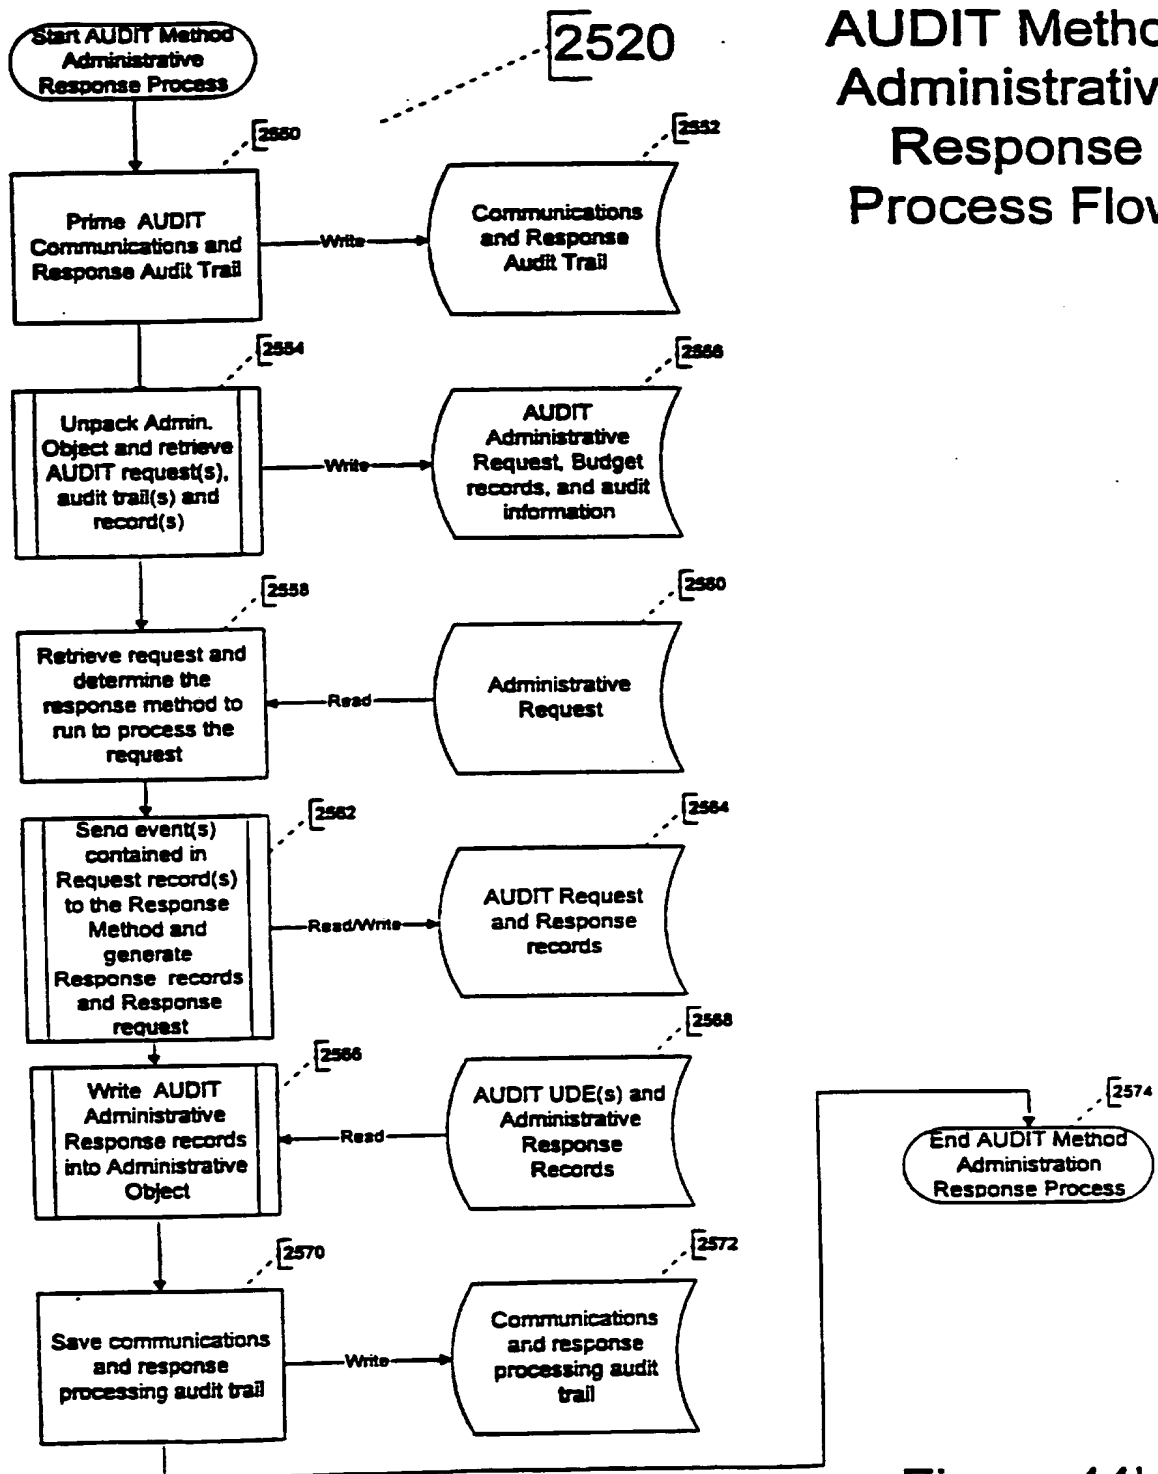 Start AUDIT Method
Administrative
Response Process
2520
AUDIT Metho
Administrativ
Response
Process Flow
2550
Prime AUDIT
Communications and
Response Audit Trail
Write
2552
Communications
and Response
Audit Trail
2554
Unpack Admin.
Object and retrieve
AUDIT request(s),
audit trail(s) and
record(s)
Write
2556
AUDIT
Administrative
Request, Budget
records, and audit
information
2558
Retrieve request and
determine the
response method to
run to process the
request
Read
2560
Administrative
Request
2562
Send event(s)
contained in
Request record(s)
to the Response
Method and
generate
Response records
and Response
request
Read/Write
2564
AUDIT Request
and Response
records
2566
Write AUDIT
Administrative
Response records
into Administrative
Object
Read
2568
AUDIT UDE(s) and
Administrative
Response
Records
2570
Save communications
and response
processing audit trail
Write
2572
Communications
and response
processing audit
trail
2574
End AUDIT Method
Administration
Response Process